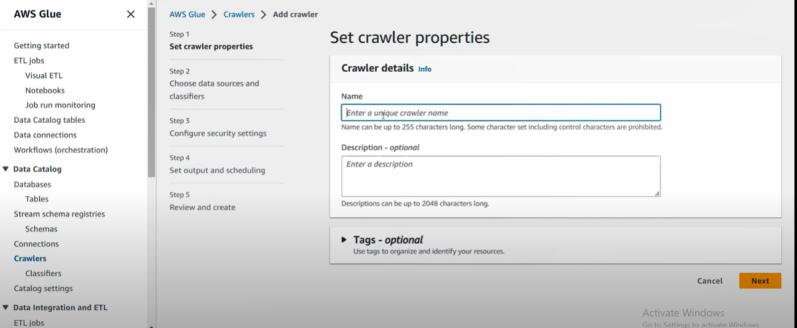 AWS Glue
×
Getting started
ETL jobs
Visual ETL
Notebooks
Job run monitoring
Data Catalog tables
Data connections
Workflows (orchestration)
Data Catalog
Databases
Tables
Stream schema registries
Schemas
Connections
Crawlers
Classifiers
Catalog settings
Data Integration and ETL
ETL jobs
AWS Glue > Crawlers > Add crawler
Step 1
Set crawler properties
Step 2
Choose data sources and
classifiers
Step 3
Configure security settings
Step 4
Set output and scheduling
Step 5
Review and create
Set crawler properties
Crawler details Info
Name
Enter a unique crawler name
Name can be up to 255 characters long. Some character set including control characters are prohibited.
Description - optional
Enter a description
Descriptions can be up to 2048 characters long.
Tags - optional
Use tags to organize and identify your resources.
Cancel
Next
Activate Windows
Go to Settings to activate Windows.